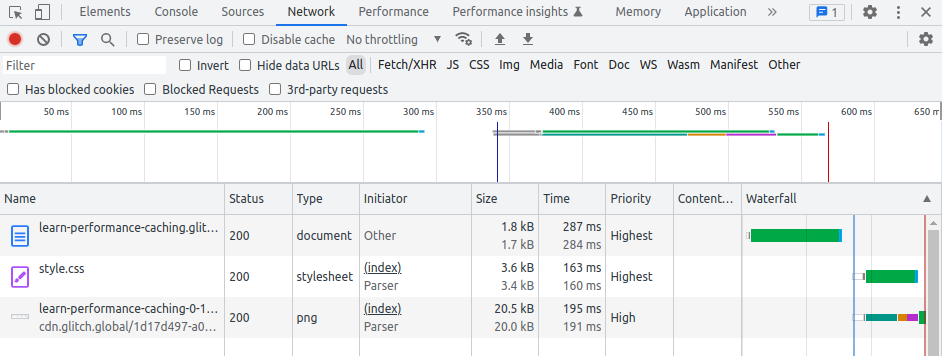 Elements Console Sources Network Performance Performance insights Memory Application » 1
Preserve log Disable cache No throttling
Filter Invert Hide data URLs All Fetch/XHR JS CSS Img Media Font Doc WS Wasm Manifest Other
Has blocked cookies Blocked Requests 3rd-party requests
50 ms 100 ms 150 ms 200 ms 250 ms 300 ms 350 ms 400 ms 450 ms 500 ms 550 ms 600 ms 650 m
Name Status Type Initiator Size Time Priority Content… Waterfall
learn-performance-caching.glit… 200 document Other 1.8 kB 287 ms Highest
1.7 kB 284 ms
style.css 200 stylesheet (index) 3.6 kB 163 ms Highest
Parser 3.4 kB 160 ms
learn-performance-caching-0-1… 200 png (index) 20.5 kB 195 ms High
cdn.glitch.global/1d17d497-a0… Parser 20.0 kB 191 ms